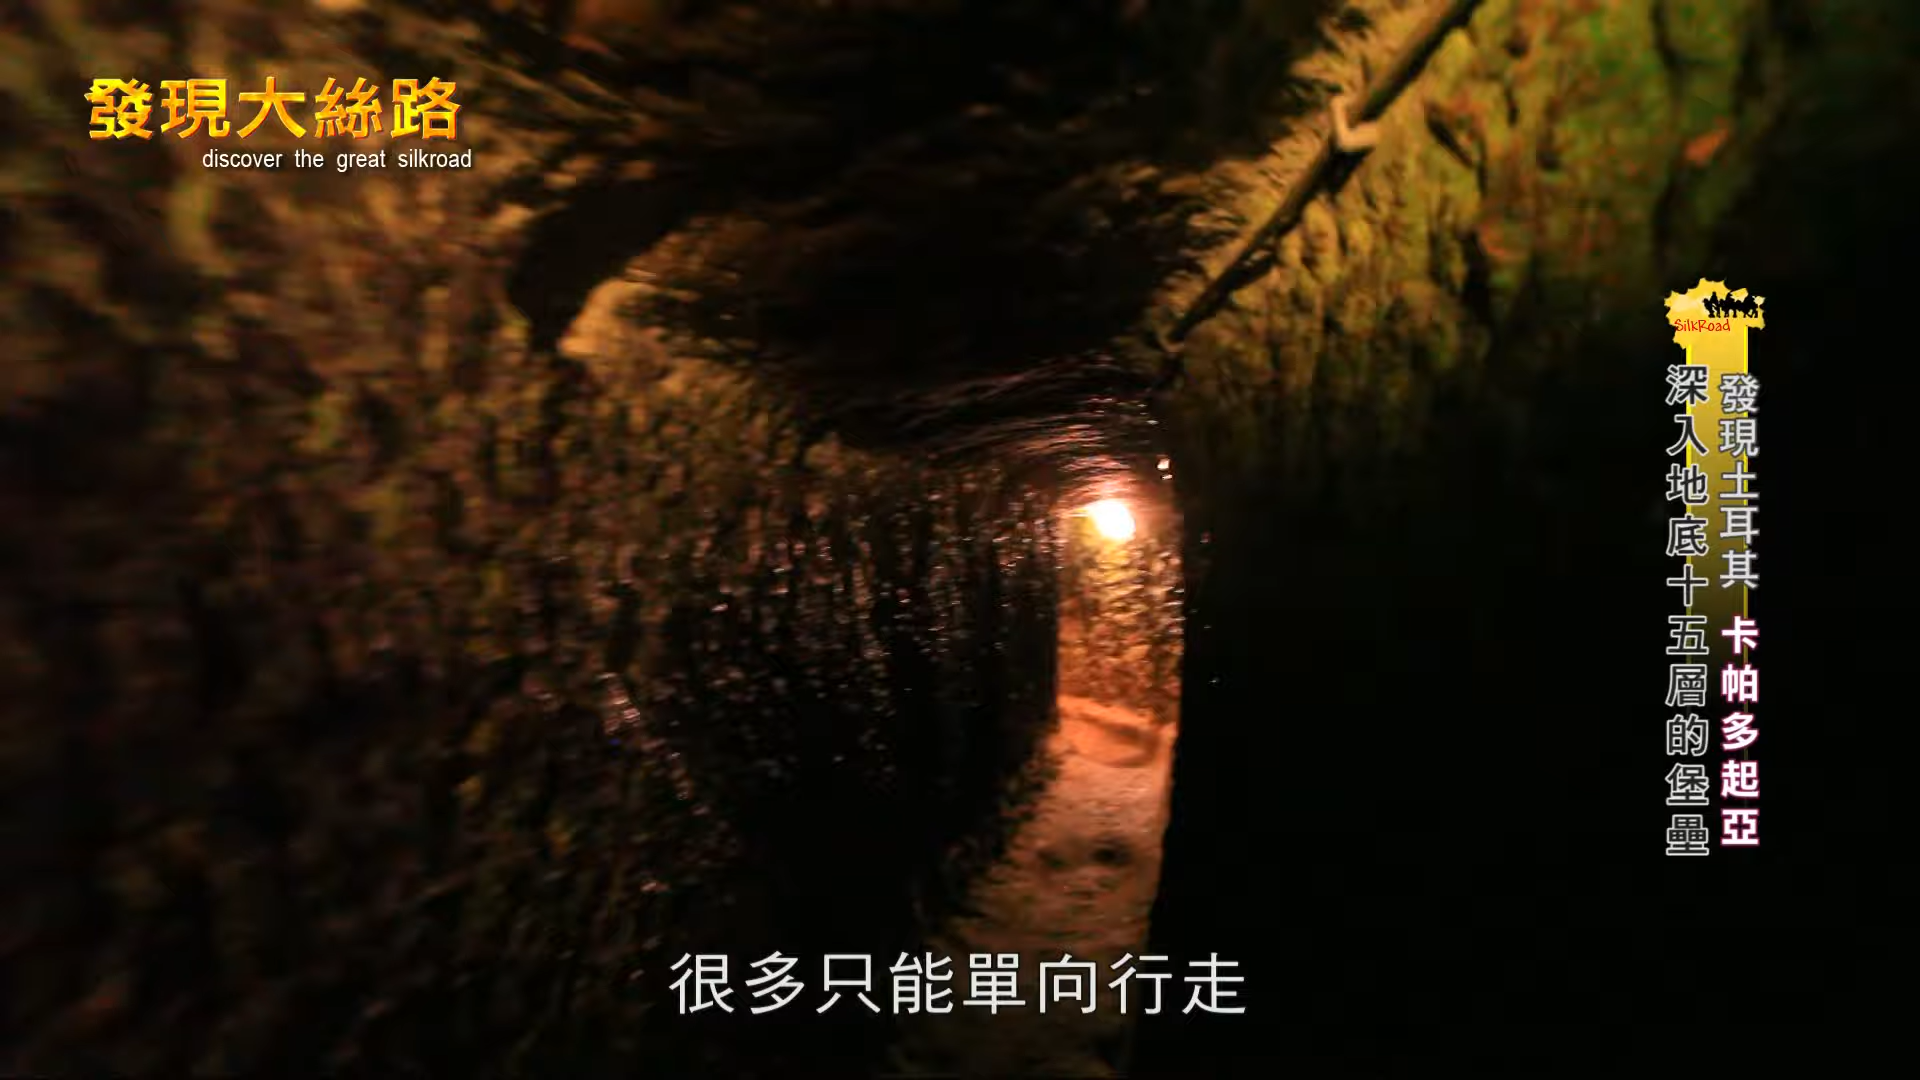 發現大絲路
discover the great silkroad
SilkRoad
發現土耳其 卡帕多起亞
深入地底十五層的堡壘
很多只能單向行走